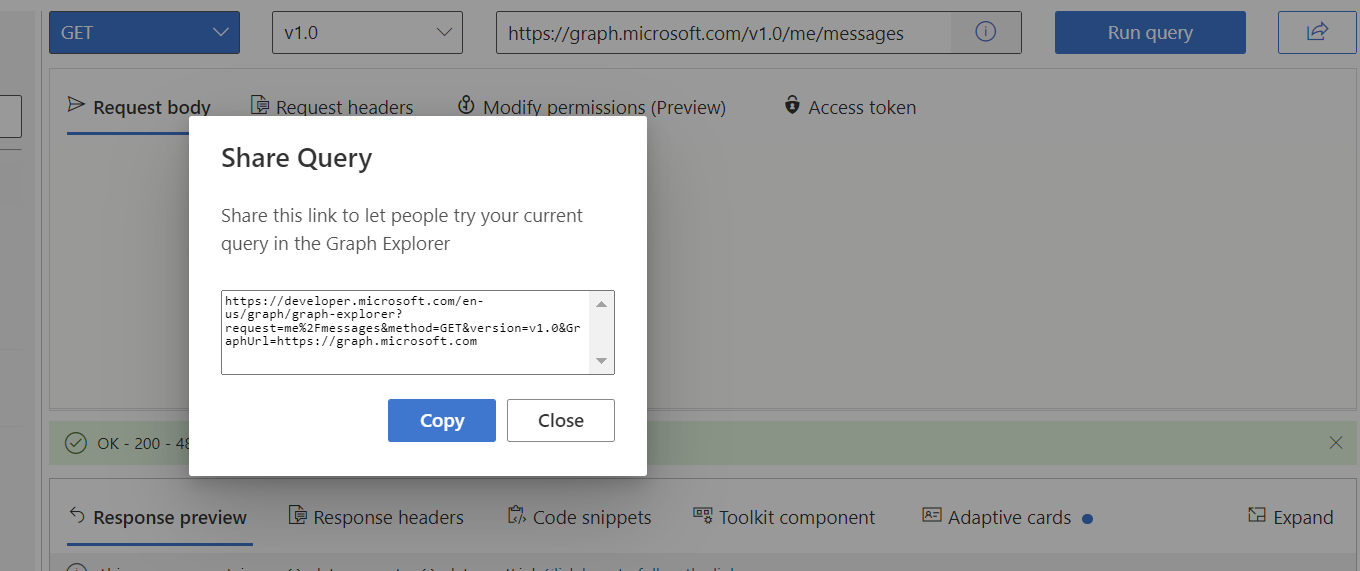 GET v1.0 https://graph.microsoft.com/v1.0/me/messages Run query
Request body Request headers Modify permissions (Preview) Access token
Share Query
Share this link to let people try your current
query in the Graph Explorer
https://developer.microsoft.com/en-
us/graph/graph-explorer?
request=me%2Fmessages&method=GET&version=v1.0&Gr
aphUrl=https://graph.microsoft.com
Copy Close
OK - 200 - 48
Response preview Response headers Code snippets Toolkit component Adaptive cards Expand